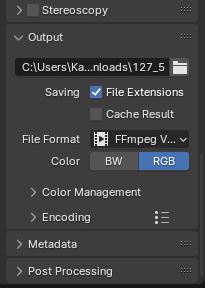 Stereoscopy
Output
C:\Users\Ka...nloads\127_5
Saving File Extensions
Cache Result
File Format FFmpeg V...
Color BW RGB
Color Management
Encoding
Metadata
Post Processing